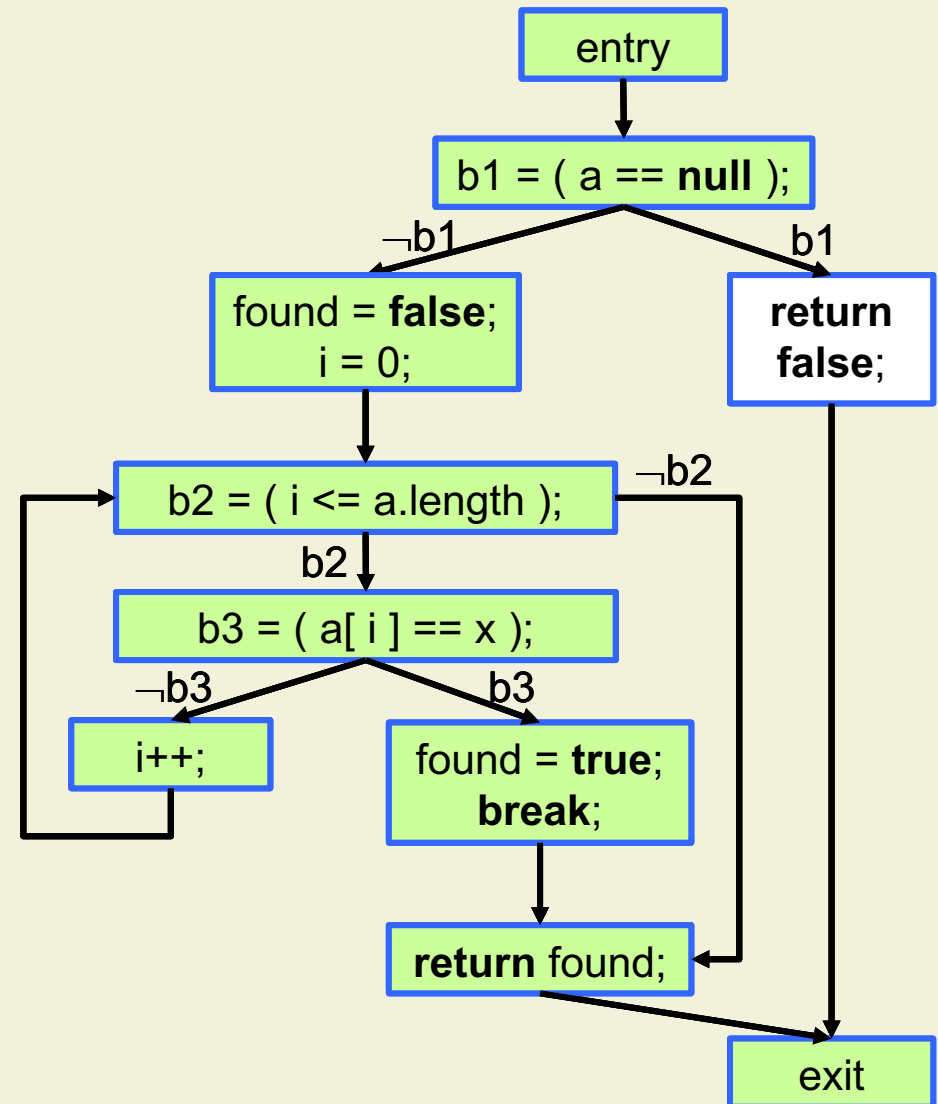 entry
b1 = ( a == null );
¬b1
b1
found = false;
i = 0;
return
false;
b2 = ( i <= a.length );
¬b2
b2
b3 = ( a[ i ] == x );
¬b3
b3
i++;
found = true;
break;
return found;
exit